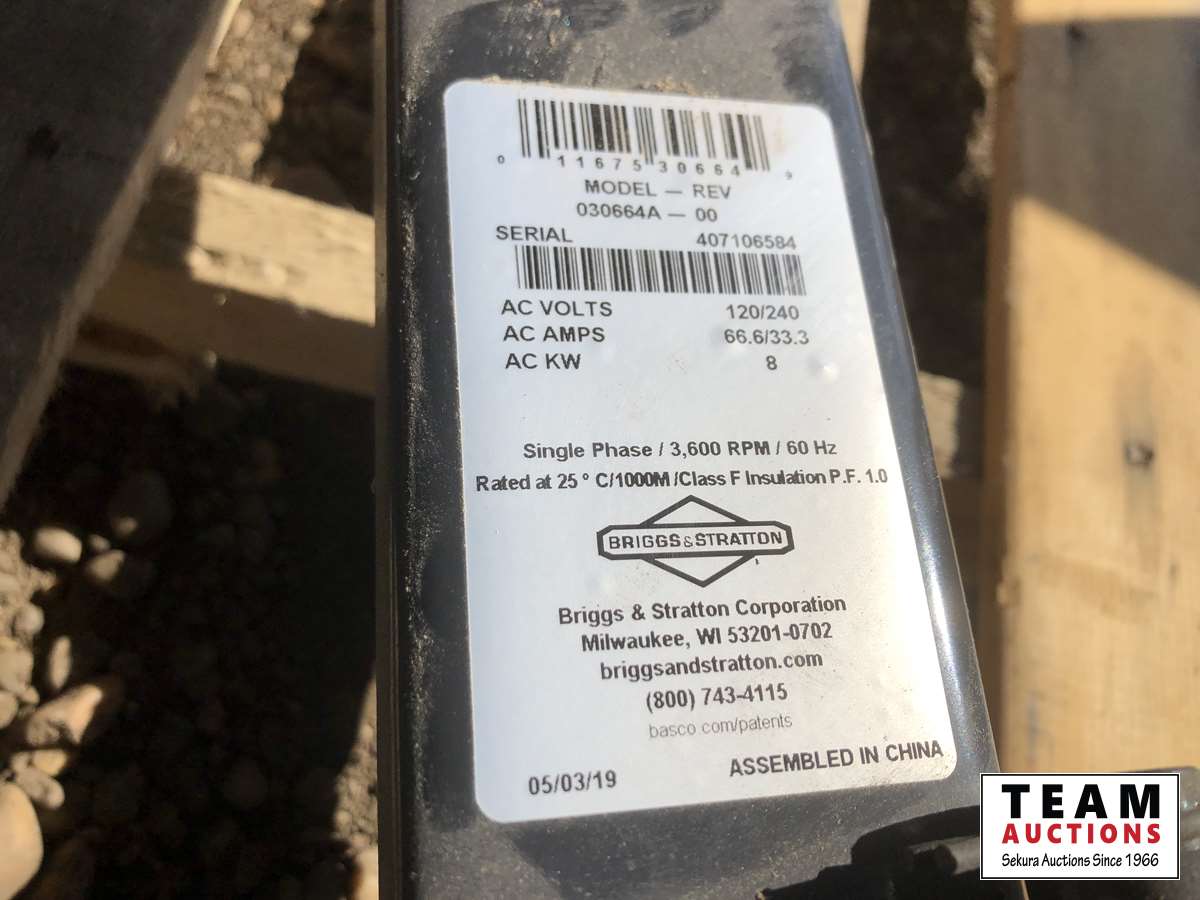 0 11675 30664 9
MODEL — REV
030664A — 00
SERIAL 407106584
AC VOLTS 120/240
AC AMPS 66.6/33.3
AC KW 8
Single Phase / 3,600 RPM / 60 Hz
Rated at 25 ° C/1000M /Class F Insulation P.F. 1.0
BRIGGS&STRATTON
Briggs & Stratton Corporation
Milwaukee, WI 53201-0702
briggsandstratton.com
(800) 743-4115
basco com/patents
05/03/19 ASSEMBLED IN CHINA
TEAM
AUCTIONS
Sekura Auctions Since 1966